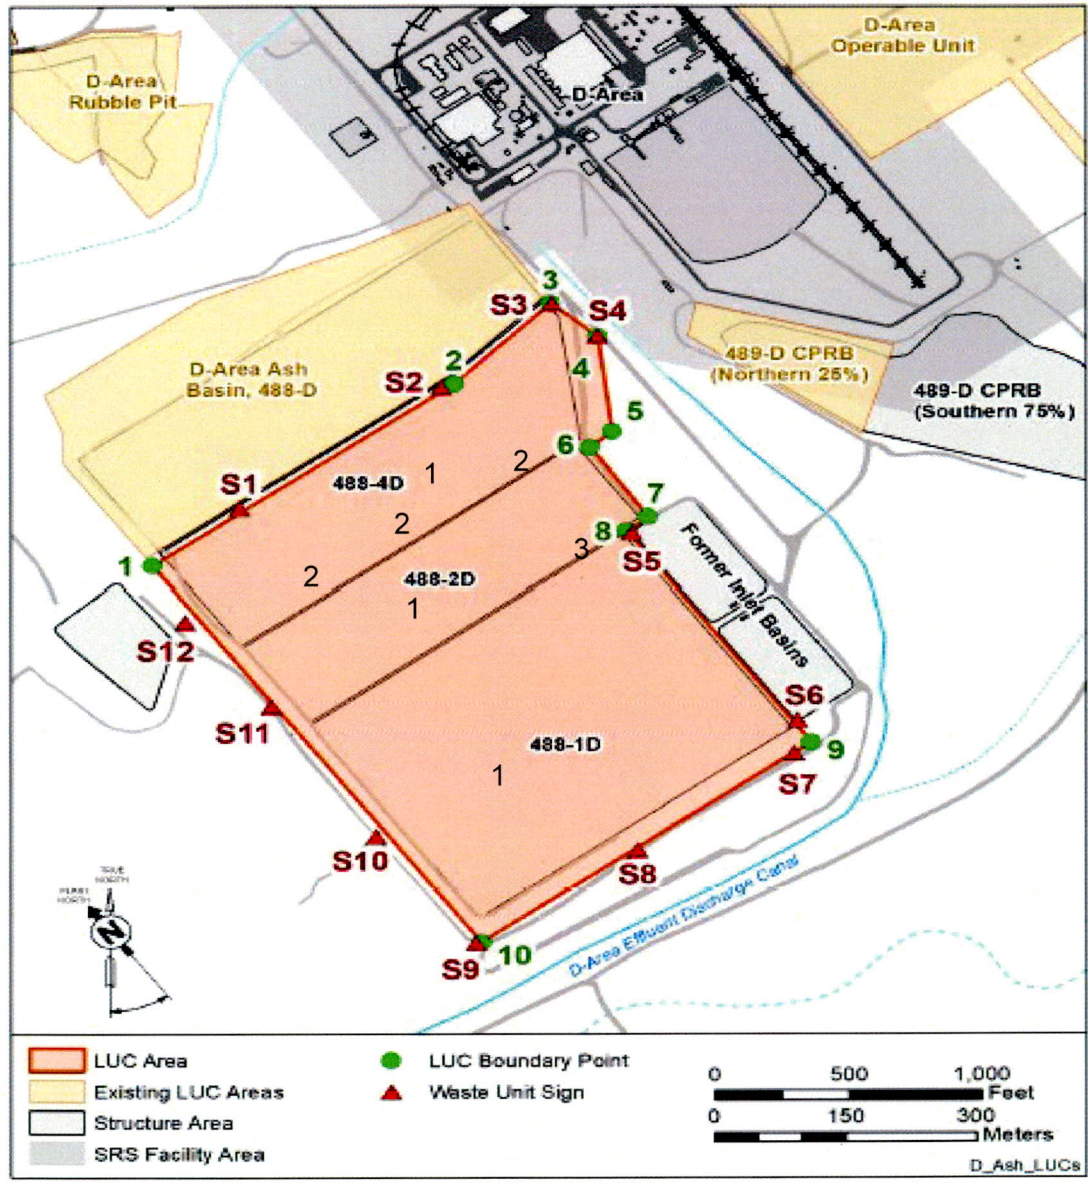 D-Area
Operable Unit
D-Area
Rubble Pit
D-Area
3
S3
S4
489-D CPRB
(Northern 25%)
D-Area Ash
Basin, 488-D
2
S2
4
489-D CPRB
(Southern 75%)
5
6
1
2
488-4D
S1
7
2
8
Former Inlet Basins
3
S5
1
2
488-2D
1
S12
S6
S11
9
488-1D
1
S7
S10
S8
TRUE
NORTH
PLANT
NORTH
N
D-Area Effluent Discharge Canal
10
S9
LUC Area
LUC Boundary Point
Existing LUC Areas
Waste Unit Sign
Structure Area
SRS Facility Area
0 500 1,000
Feet
0 150 300
Meters
D_Ash_LUCs